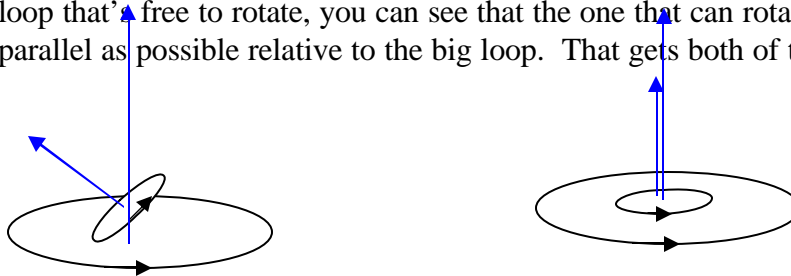 loop that's free to rotate, you can see that the one that can rota
parallel as possible relative to the big loop.  That gets both of t